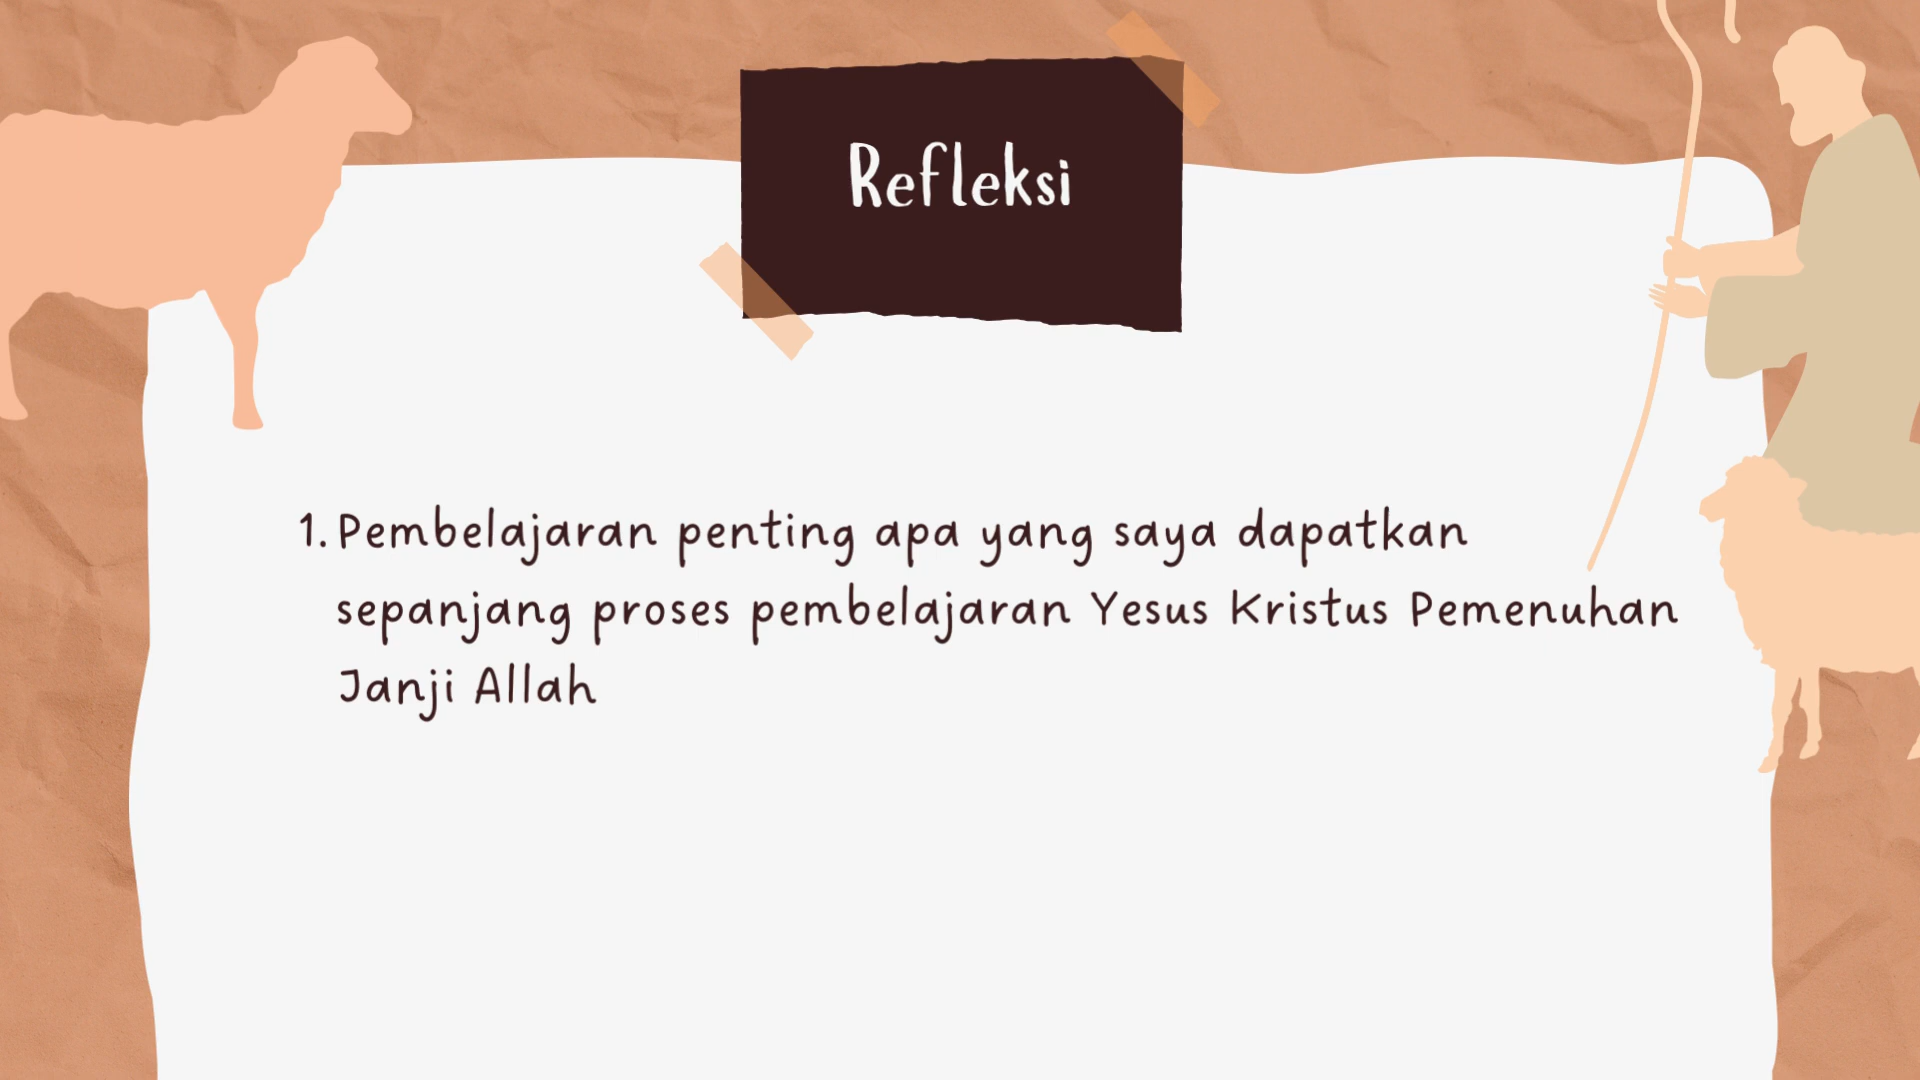 Refleksi
1. Pembelajaran penting apa yang saya dapatkan
sepanjang proses pembelajaran Yesus Kristus Pemenuhan
Janji Allah